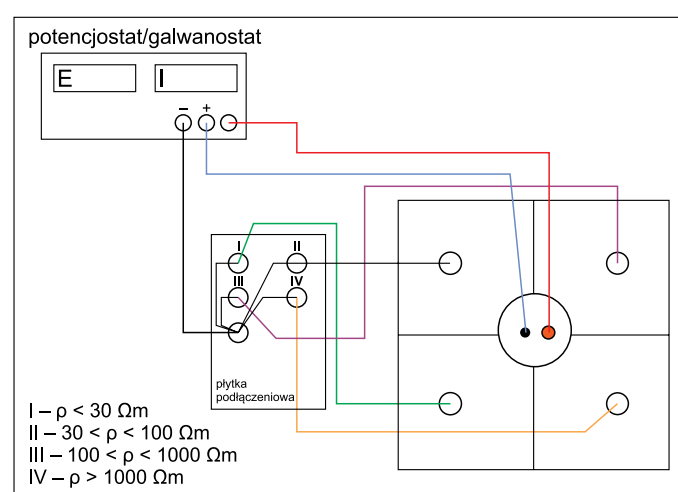 potencjostat/galwanostat
E I
– +
I II
III IV
płytka
podłączeniowa
I – ρ < 30 Ωm
II – 30 < ρ < 100 Ωm
III – 100 < ρ < 1000 Ωm
IV – ρ > 1000 Ωm